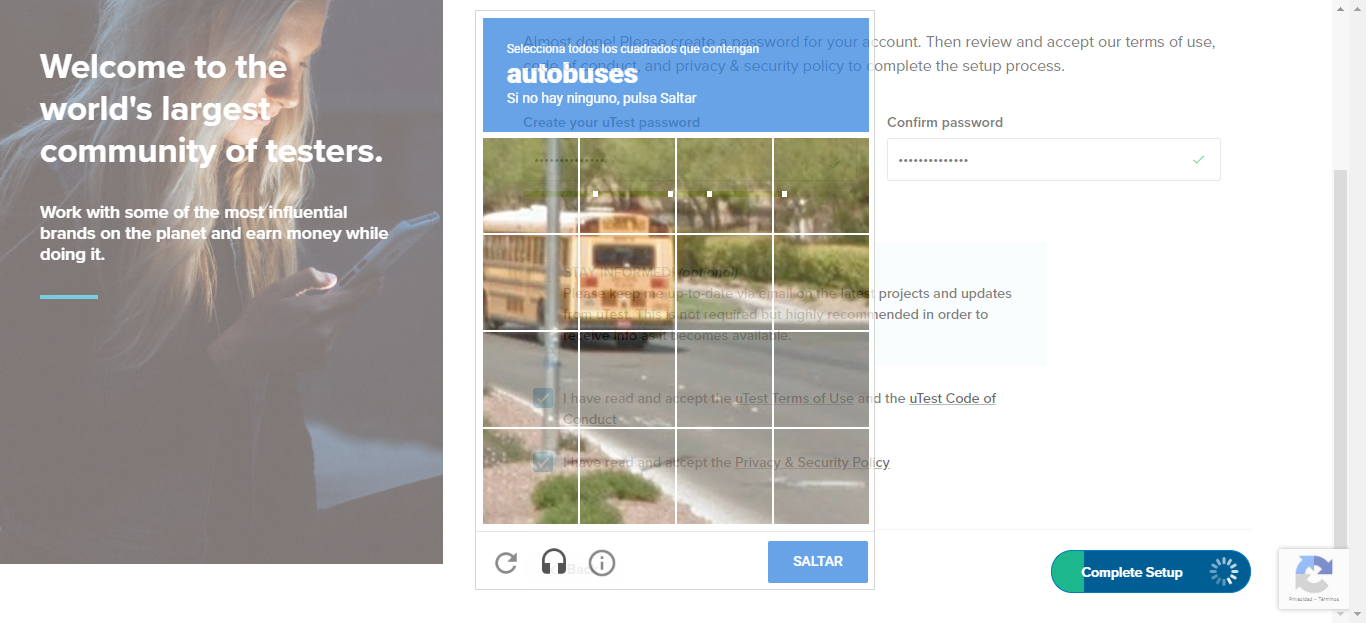 Welcome to the
world's largest
community of testers.
Work with some of the most influential
brands on the planet and earn money while
doing it.
Almost done! Please create a password for your account. Then review and accept our terms of use,
code of conduct, and privacy & security policy to complete the setup process.
Selecciona todos los cuadrados que contengan
autobuses
Si no hay ninguno, pulsa Saltar
Create your uTest password
Confirm password
STAY INFORMED (optional)
Please keep me up-to-date via email on the latest projects and updates
from uTest. This is not required but highly recommended in order to
receive info as it becomes available.
I have read and accept the uTest Terms of Use and the uTest Code of
Conduct
I have read and accept the Privacy & Security Policy
Back
SALTAR
Complete Setup
Privacidad - Términos